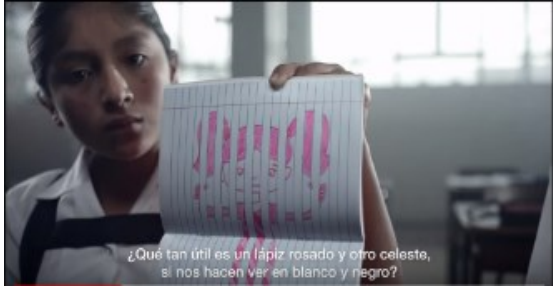 ¿Qué tan útil es un lápiz rosado y otro celeste,
si nos hacen ver en blanco y negro?